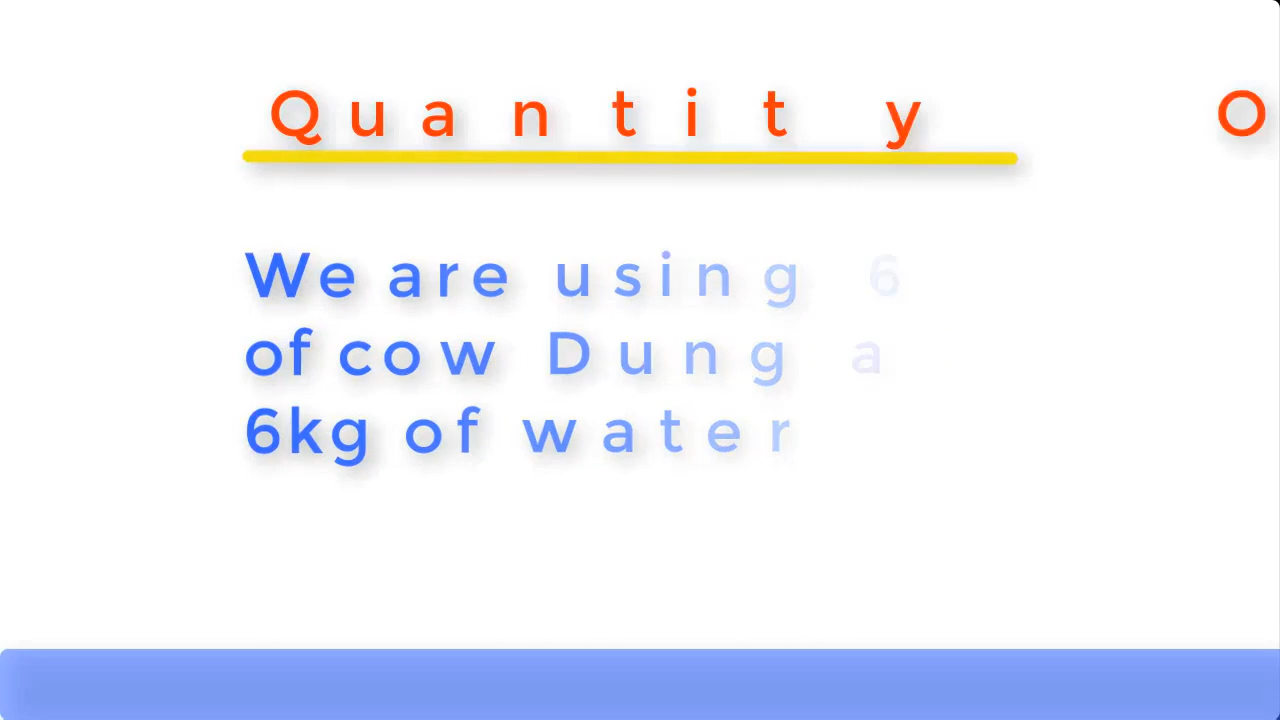 Quantity O
We are using 6
of cow Dung a
6kg of water